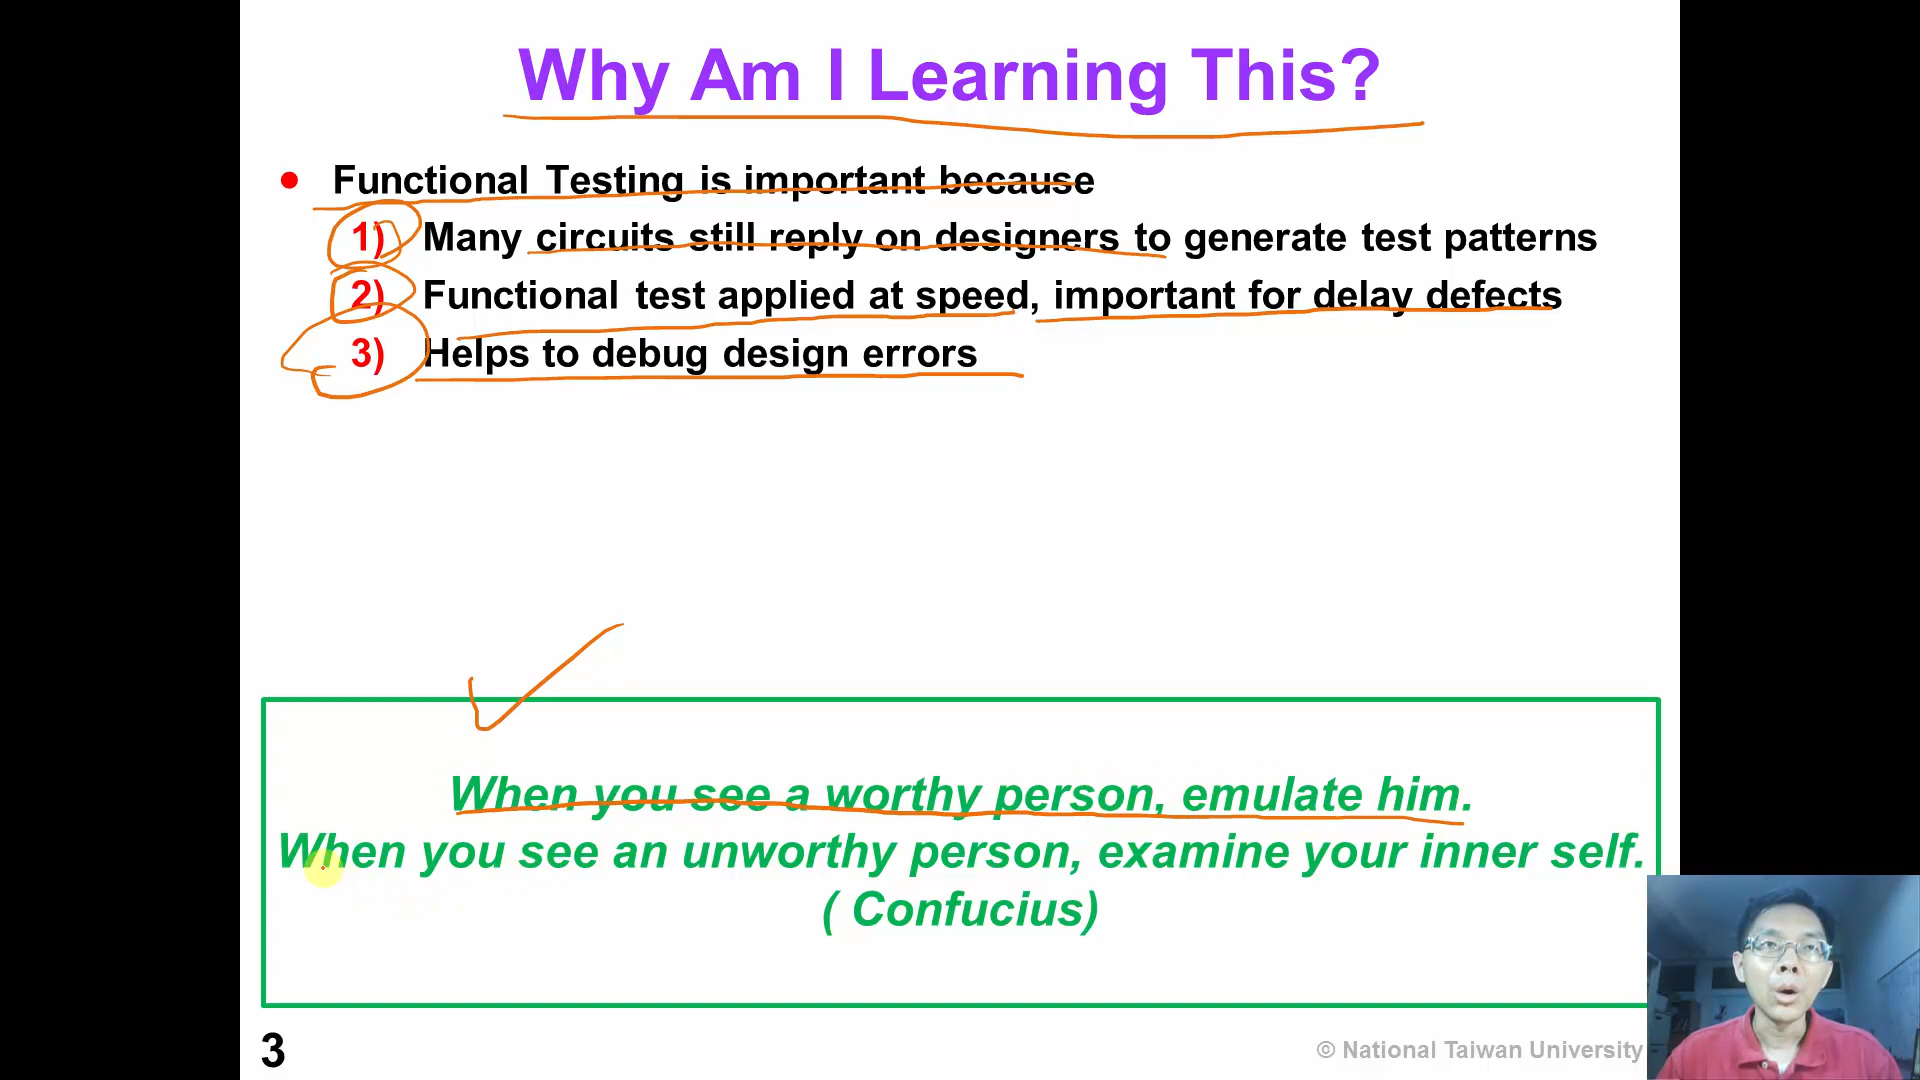 Why Am I Learning This?
• Functional Testing is important because
1) Many circuits still reply on designers to generate test patterns
2) Functional test applied at speed, important for delay defects
3) Helps to debug design errors
When you see a worthy person, emulate him.
When you see an unworthy person, examine your inner self.
( Confucius)
3
© National Taiwan University